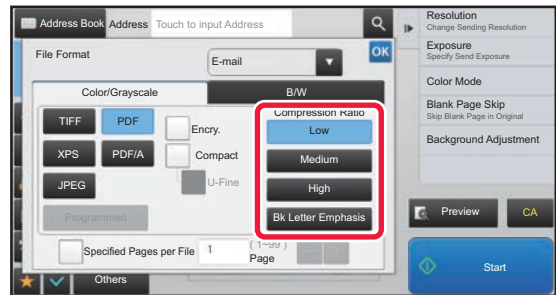 Address Book Address Touch to input Address
File Format
E-mail
OK
Color/Grayscale
B/W
TIFF PDF
Encry.
XPS PDF/A
Compact
JPEG
U-Fine
Programmed
Compression Ratio
Low
Medium
High
Bk Letter Emphasis
Specified Pages per File 1 (1~99)
Page
Others
Resolution
Change Sending Resolution
Exposure
Specify Send Exposure
Color Mode
Blank Page Skip
Skip Blank Page in Original
Background Adjustment
Preview CA
Start